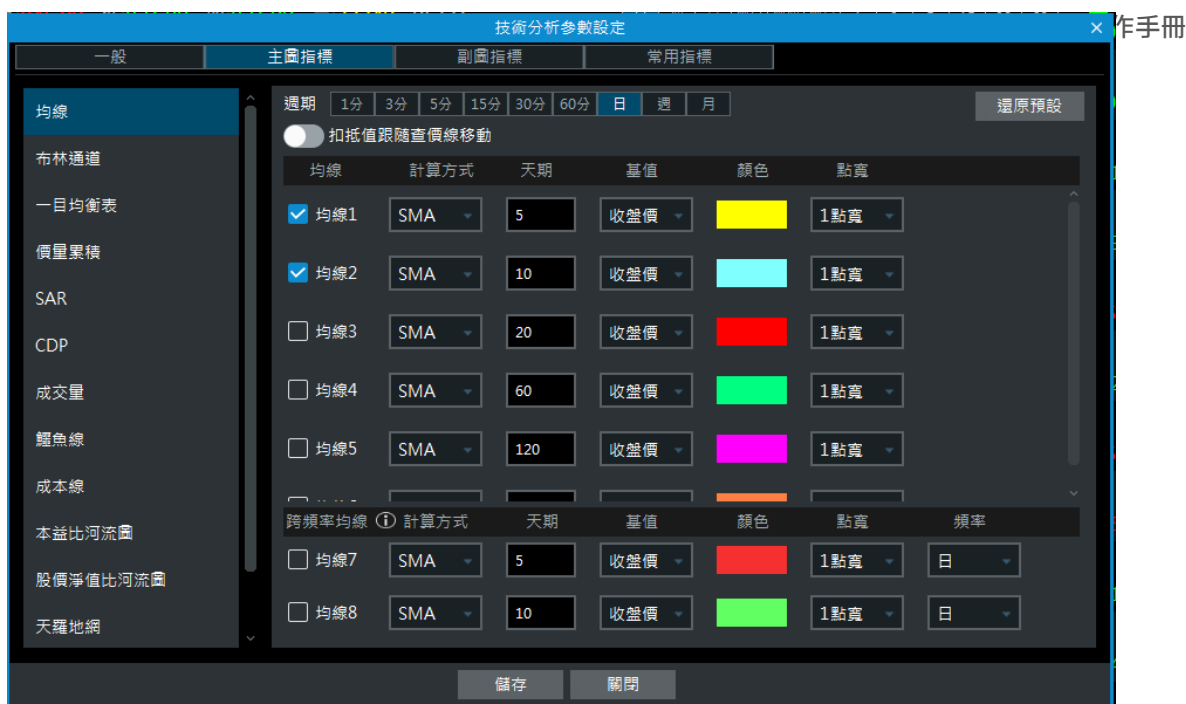 技術分析參數設定
作手冊
一般 主圖指標 副圖指標 常用指標
均線
布林通道
一目均衡表
價量累積
SAR
CDP
成交量
鱷魚線
成本線
本益比河流圖
股價淨值比河流圖
天羅地網
週期 1分 3分 5分 15分 30分 60分 日 週 月 還原預設
扣抵值跟隨查價線移動
均線 計算方式 天期 基值 顏色 點寬
均線1 SMA 5 收盤價 1點寬
均線2 SMA 10 收盤價 1點寬
均線3 SMA 20 收盤價 1點寬
均線4 SMA 60 收盤價 1點寬
均線5 SMA 120 收盤價 1點寬
跨頻率均線 計算方式 天期 基值 顏色 點寬 頻率
均線7 SMA 5 收盤價 1點寬 日
均線8 SMA 10 收盤價 1點寬 日
儲存 關閉